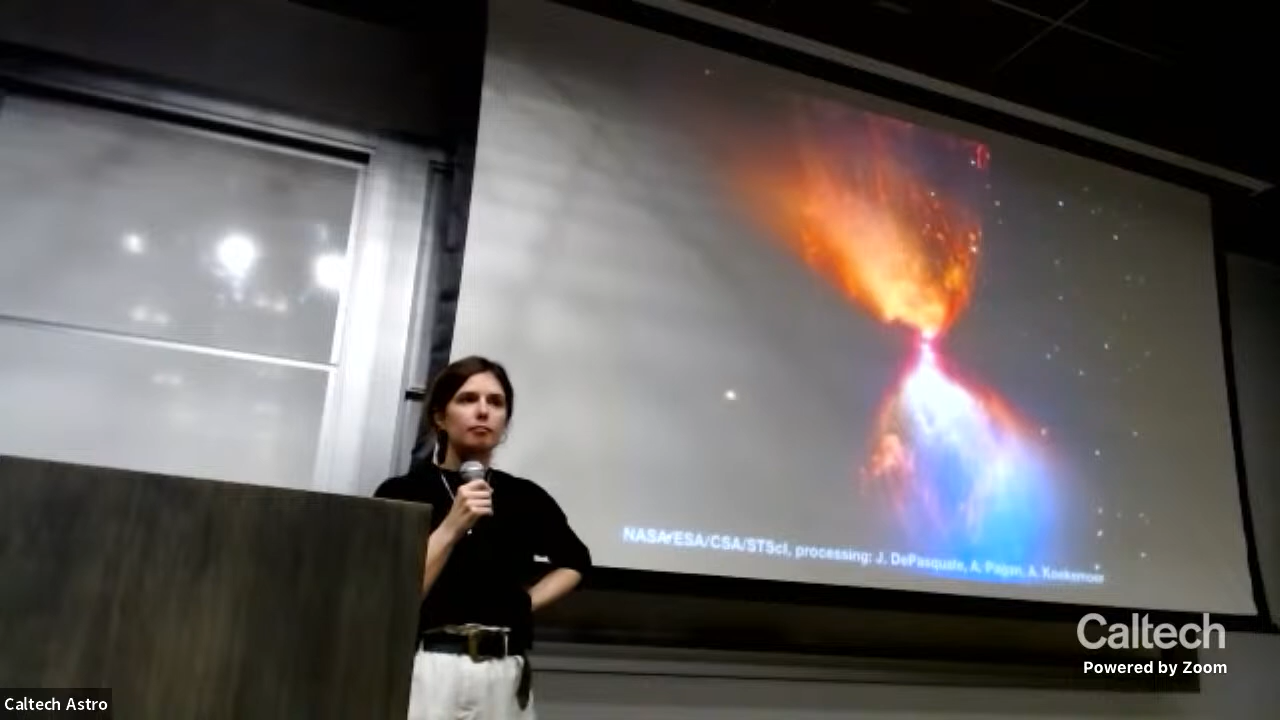 NASA/ESA/CSA/STScI, processing: J. DePasquale, A. Pagan, A. Koekemoer
Caltech
Powered by Zoom
Caltech Astro